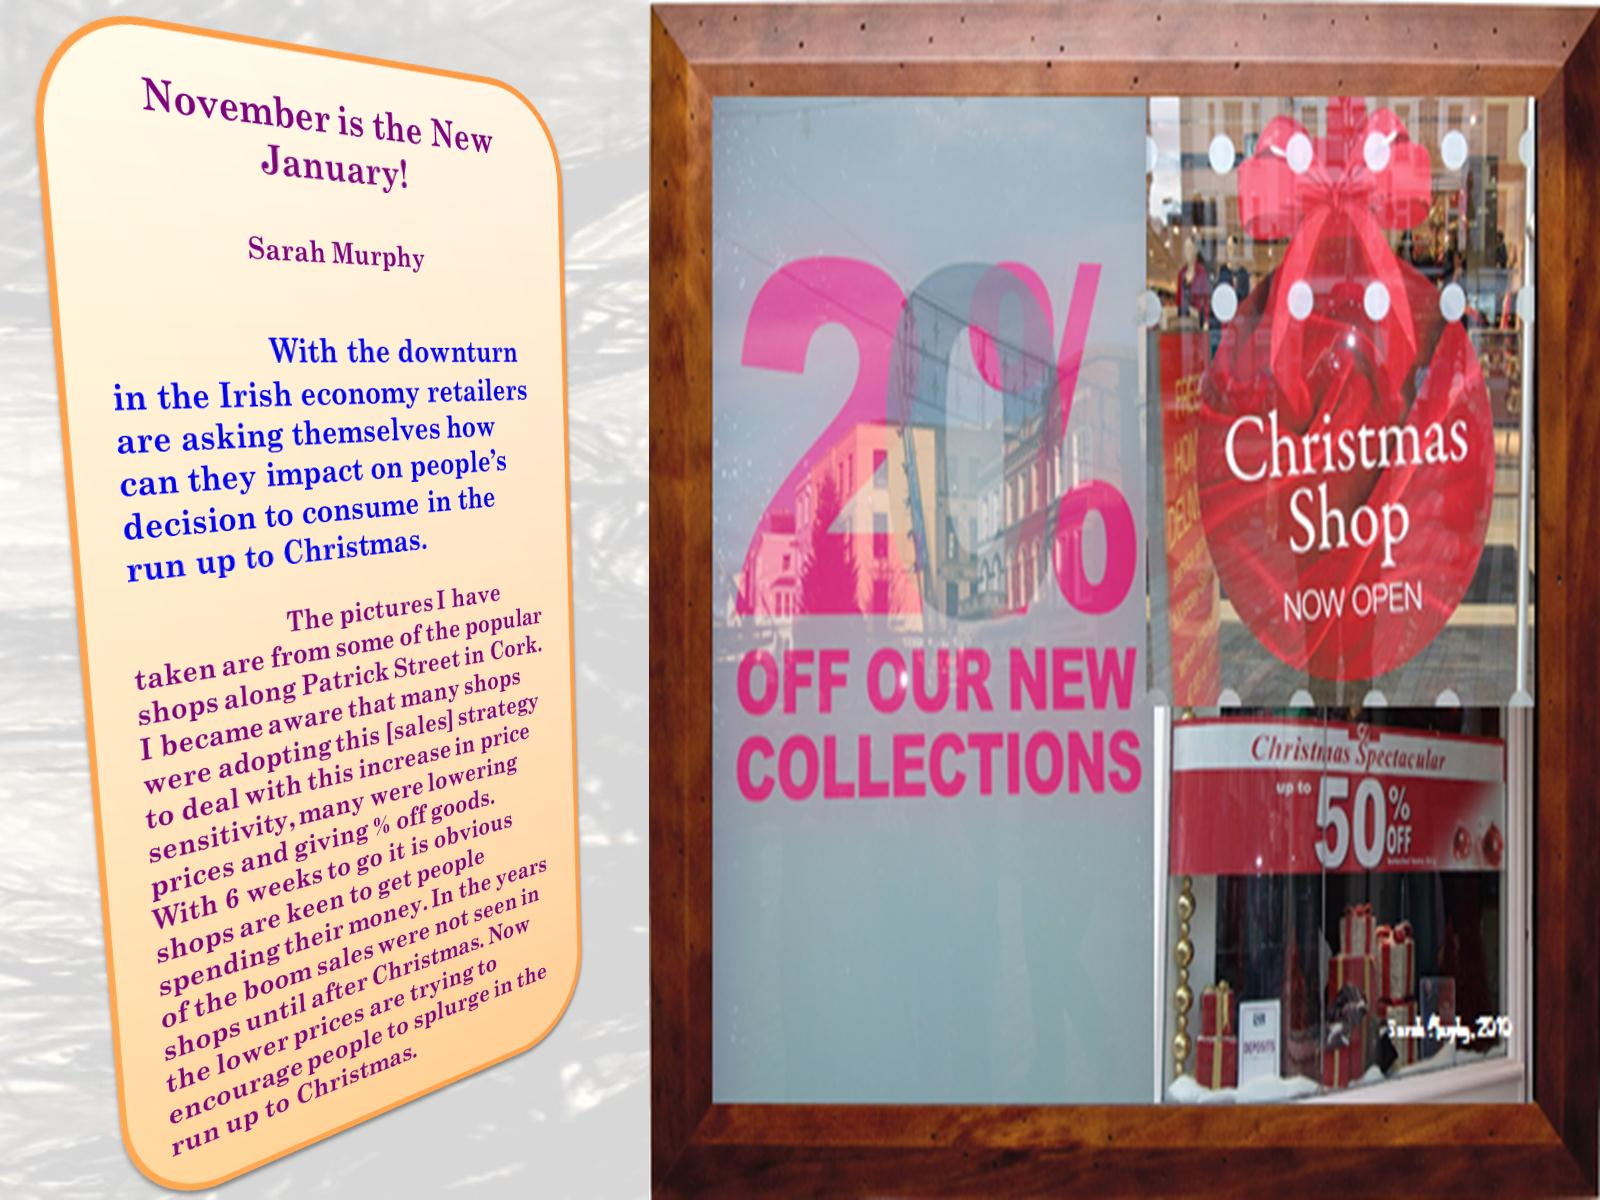 November is the New
January!
Sarah Murphy
With the downturn
in the Irish economy retailers
are asking themselves how
can they impact on people's
decision to consume in the
run up to Christmas.
The pictures I have
taken are from some of the popular
shops along Patrick Street in Cork.
I became aware that many shops
were adopting this [sales] strategy
to deal with this increase in price
sensitivity, many were lowering
prices and giving % off goods.
With 6 weeks to go it is obvious
shops are keen to get people
spending their money. In the years
of the boom sales were not seen in
shops until after Christmas. Now
the lower prices are trying to
encourage people to splurge in the
run up to Christmas.
20%
OFF OUR NEW
COLLECTIONS
Christmas
Shop
NOW OPEN
Christmas Spectacular
up to
50%
OFF
DEPOSITS
Sarah Murphy, 2010